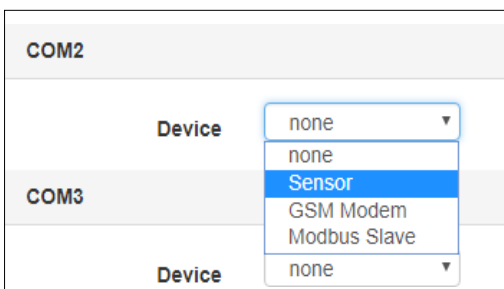 COM2
Device none
none
Sensor
COM3
GSM Modem
Modbus Slave
Device none